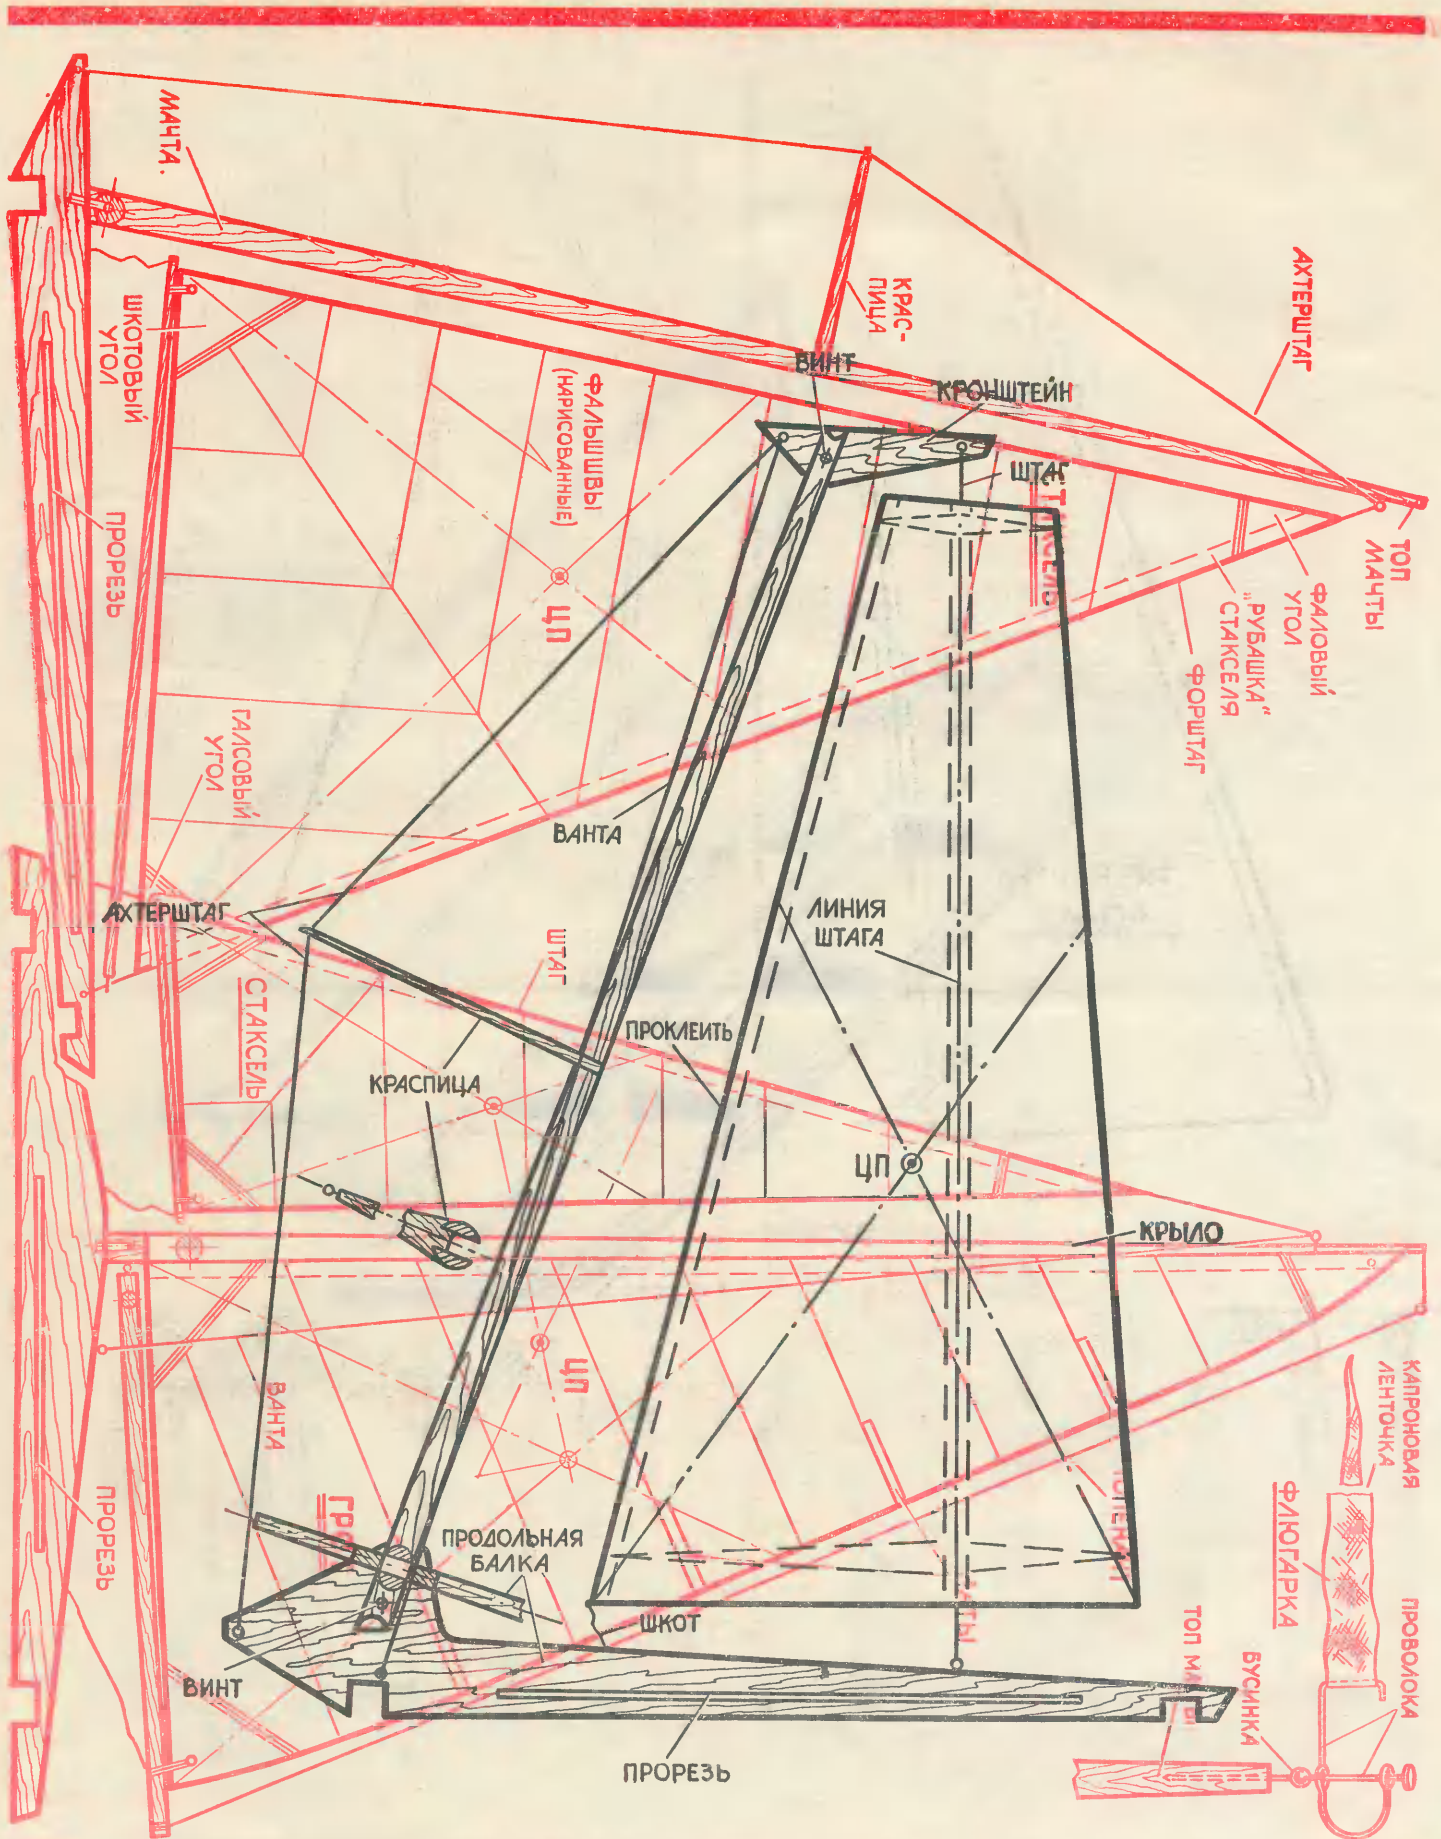 ВИНТ
КРОНШТЕЙН
ШТАГ
ВАНТА
АХТЕРШТАГ
ЛИНИЯ
ШТАГА
ПРОКЛЕИТЬ
КРАСПИЦА
ЦП
КРЫЛО
ПРОДОЛЬНАЯ
БАЛКА
ШКОТ
ВИНТ
ПРОРЕЗЬ
МАЧТА.
АХТЕРШТАГ
КРАС-
ПИЦА
ШКОТОВЫЙ
УГОЛ
ФАЛЬШШВЫ
(НАРИСОВАННЫЕ)
ПРОРЕЗЬ
ЦП
ТОП
МАЧТЫ
ФАЛОВЫЙ
УГОЛ
„РУБАШКА“
СТАКСЕЛЯ
ФОРШТАГ
ГАЛСОВЫЙ
УГОЛ
ШТАГ
СТАКСЕЛЬ
ЦП
ВАНТА
ПРОРЕЗЬ
КАПРОНОВАЯ
ЛЕНТОЧКА
ФЛЮГАРКА
ПРОВОЛОКА
БУСИНКА
ТОП